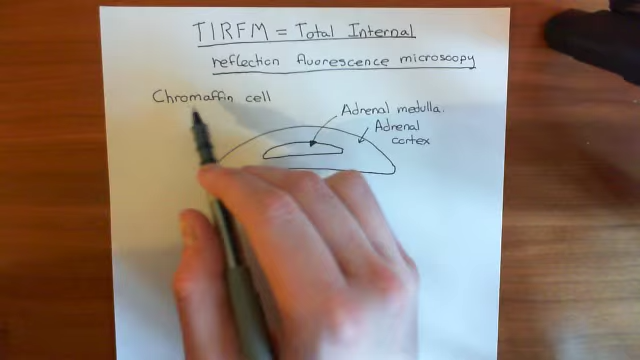 TIRFM = Total Internal
reflection fluorescence microscopy
Chromaffin cell
Adrenal medulla.
Adrenal
cortex